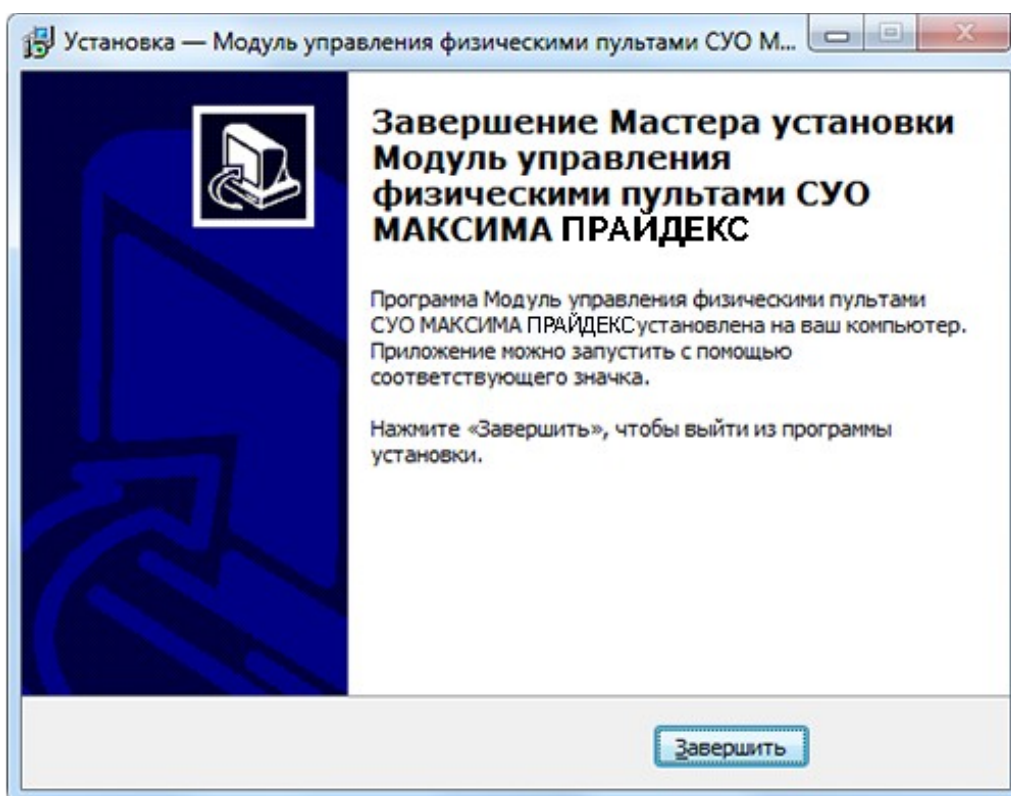 Установка — Модуль управления физическими пультами СУО М...
Завершение Мастера установки
Модуль управления
физическими пультами СУО
МАКСИМА ПРАЙДЕКС
Программа Модуль управления физическими пультами
СУО МАКСИМА ПРАЙДЕКС установлена на ваш компьютер.
Приложение можно запустить с помощью
соответствующего значка.
Нажмите «Завершить», чтобы выйти из программы
установки.
Завершить